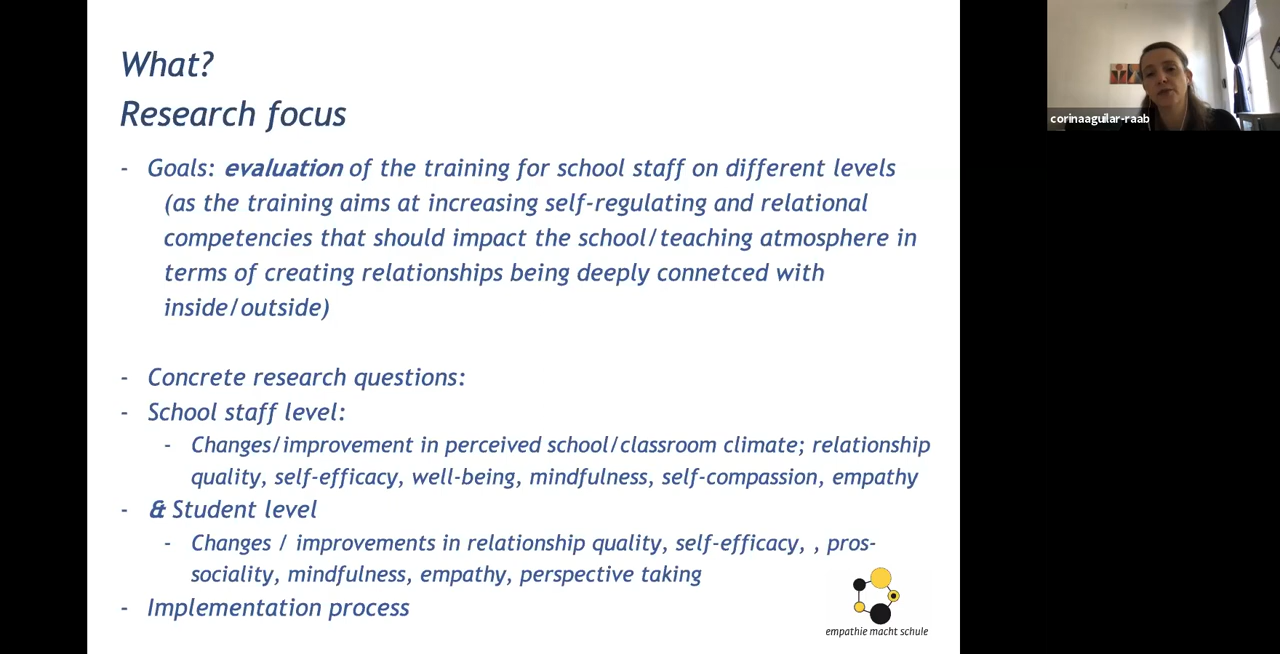 What?
Research focus
- Goals: evaluation of the training for school staff on different levels
(as the training aims at increasing self-regulating and relational
competencies that should impact the school/teaching atmosphere in
terms of creating relationships being deeply connetced with
inside/outside)
- Concrete research questions:
- School staff level:
- Changes/improvement in perceived school/classroom climate; relationship
quality, self-efficacy, well-being, mindfulness, self-compassion, empathy
- & Student level
- Changes / improvements in relationship quality, self-efficacy, , pros-
sociality, mindfulness, empathy, perspective taking
- Implementation process
empathie macht schule
corinaaguilar-raab